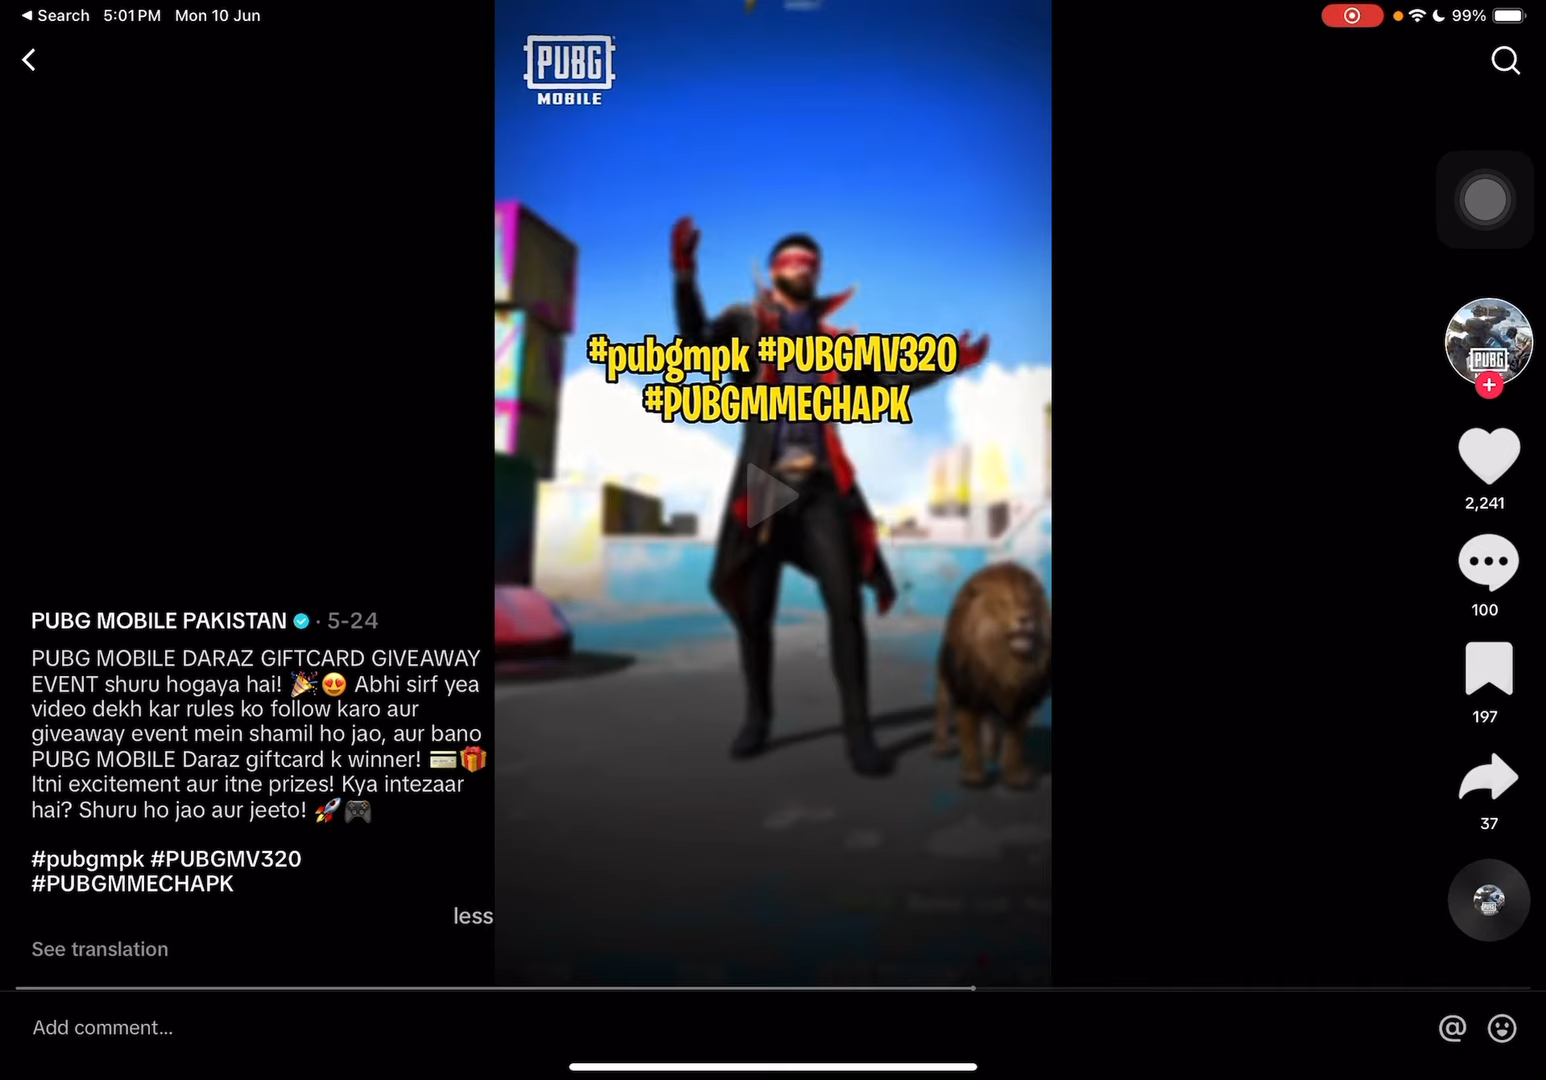 Search 5:01 PM Mon 10 Jun
99%
PUBG
MOBILE
#pubgmpk #PUBGMV320
#PUBGMMECHAPK
PUBG
2,241
100
197
37
PUBG MOBILE PAKISTAN · 5-24
PUBG MOBILE DARAZ GIFTCARD GIVEAWAY
EVENT shuru hogaya hai! 🎉😍 Abhi sirf yea
video dekh kar rules ko follow karo aur
giveaway event mein shamil ho jao, aur bano
PUBG MOBILE Daraz giftcard k winner! 💳🎁
Itni excitement aur itne prizes! Kya intezaar
hai? Shuru ho jao aur jeeto! 🚀🎮
#pubgmpk #PUBGMV320
#PUBGMMECHAPK
less
See translation
Add comment...
@